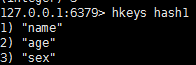 127.0.0.1:6379> hkeys hash1
1) "name"
2) "age"
3) "sex"